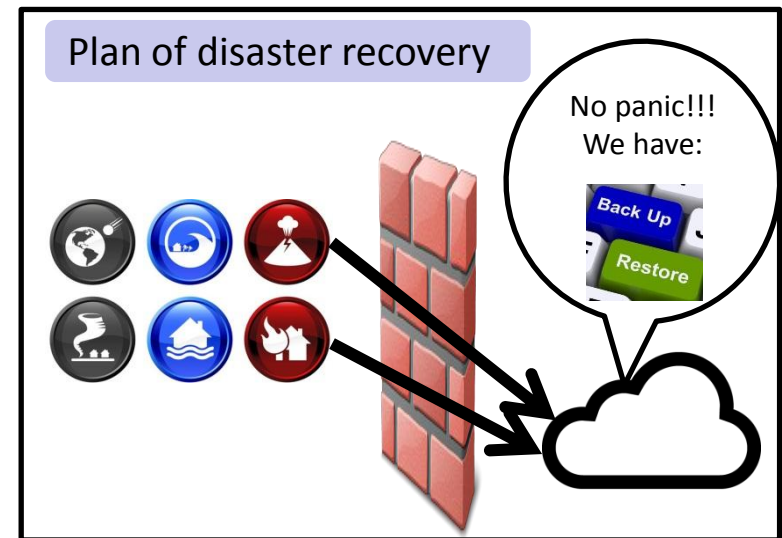 Plan of disaster recovery
No panic!!!
We have:
Back Up
Restore